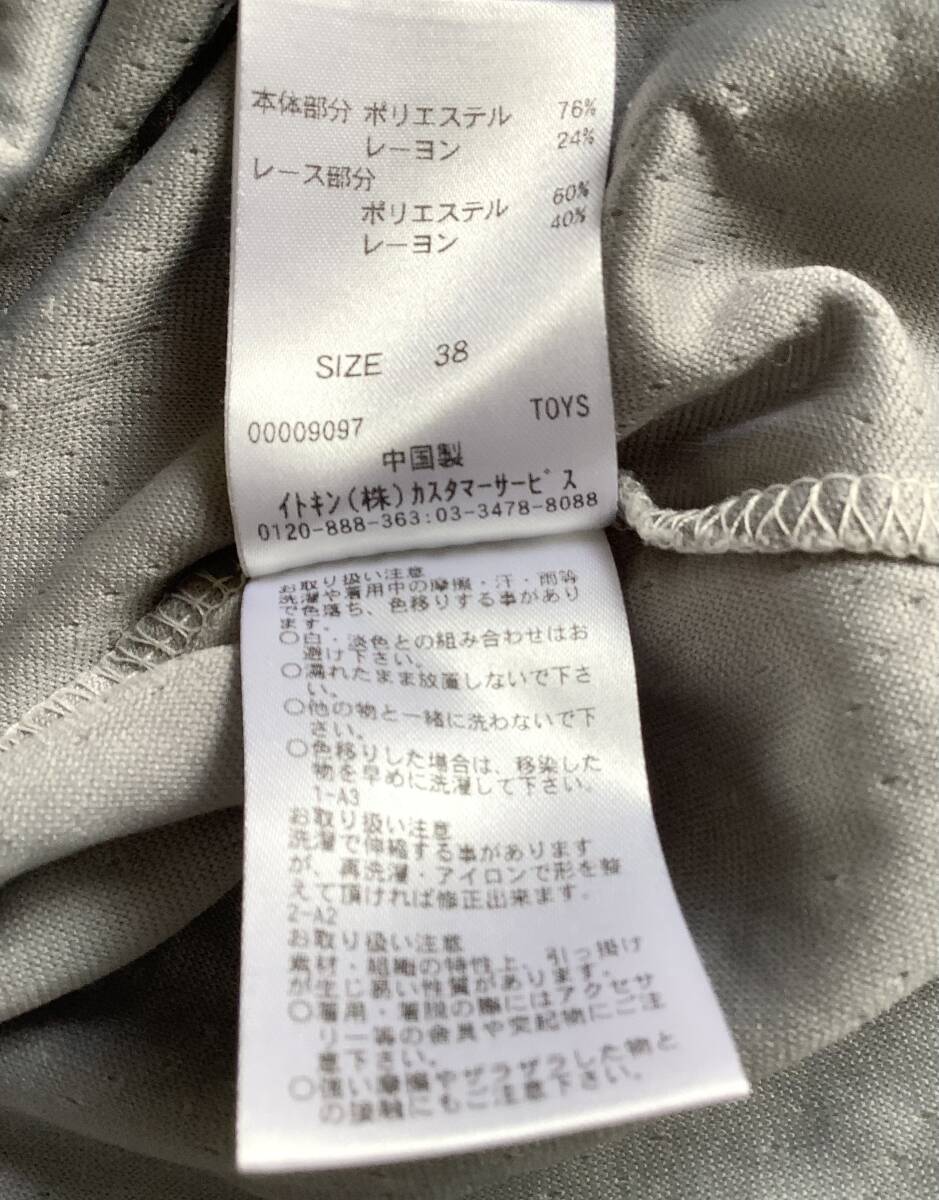 本体部分 ポリエステル 76%
レーヨン 24%
レース部分
ポリエステル 60%
レーヨン 40%
SIZE 38
00009097 TOYS
中国製
イトキン(株)カスタマーサービス
0120-888-363:03-3478-8088
お取り扱い注意
洗濯や着用中の摩擦・汗・雨等
で色落ち、色移りする事があり
ます。
○白・淡色との組み合わせはお
避け下さい。
○濡れたまま放置しないで下さ
い。
○他の物と一緒に洗わないで下
さい。
○色移りした場合は、移染した
物を早めに洗濯して下さい。
1-A3
お取り扱い注意
洗濯で伸縮する事があります
が、再洗濯・アイロンで形を整
えて頂ければ修正出来ます.
2-A2
お取り扱い注意
素材・組織の特性上、引っ掛け
が生じ易い性質があります。
○着用・着脱の際にはアクセサ
リー等の金具や突起物にご注
意下さい。
○強い摩擦やザラザラした物と
の接触にもご注意下さい。